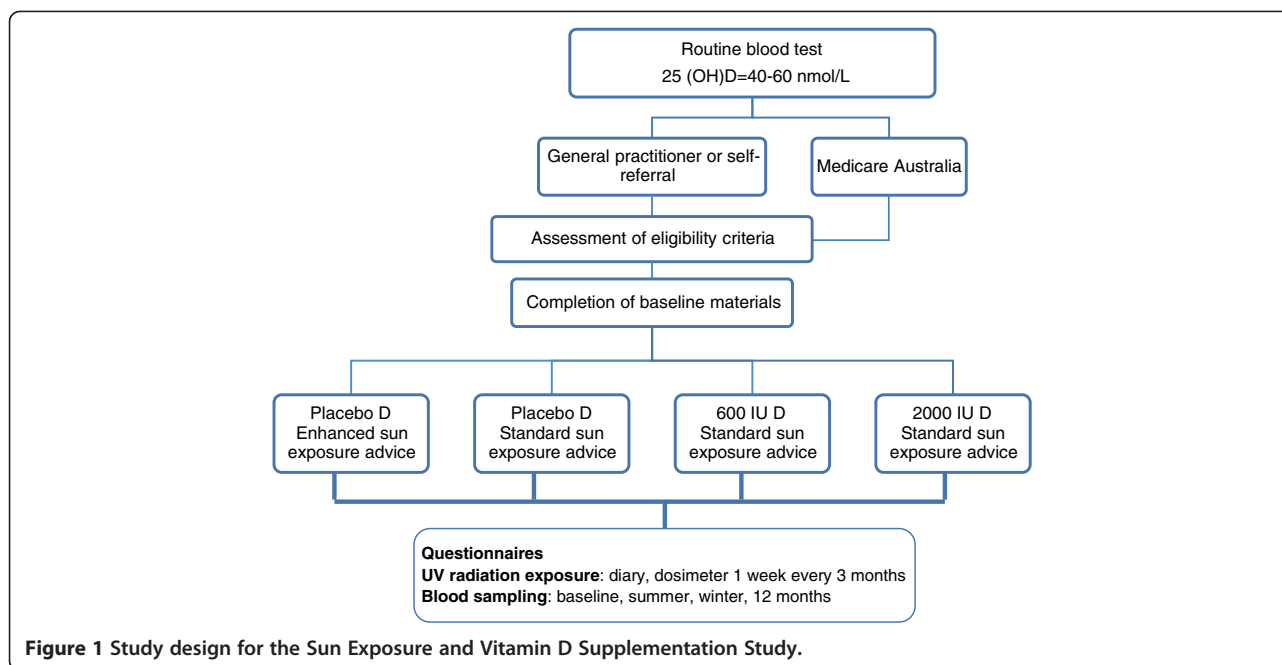 Routine blood test
25 (OH)D=40-60 nmol/L
General practitioner or self-
referral
Medicare Australia
Assessment of eligibility criteria
Completion of baseline materials
Placebo D
Enhanced sun
exposure advice
Placebo D
Standard sun
exposure advice
600 IU D
Standard sun
exposure advice
2000 IU D
Standard sun
exposure advice
Questionnaires
UV radiation exposure: diary, dosimeter 1 week every 3 months
Blood sampling: baseline, summer, winter, 12 months
Figure 1 Study design for the Sun Exposure and Vitamin D Supplementation Study.